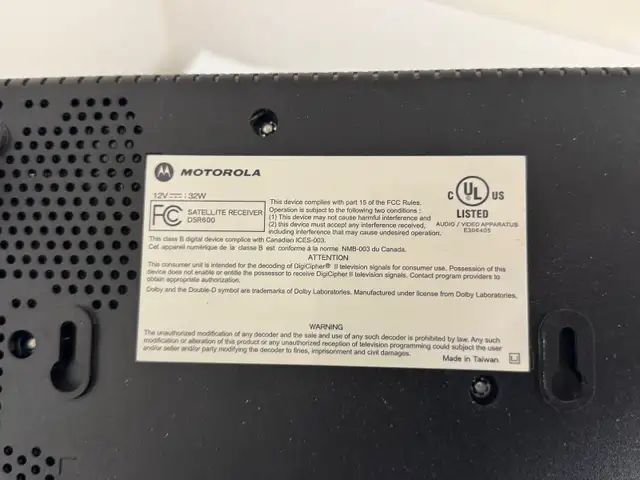 MOTOROLA
12V⎓: 32W
FC SATELLITE RECEIVER
DSR600
This device complies with part 15 of the FCC Rules.
Operation is subject to the following two conditions :
(1) This device may not cause harmful interference and
(2) this device must accept any interference received,
including interference that may cause undesired operation.
C UL US
LISTED
AUDIO / VIDEO APPARATUS
E306405
This class B digital device complies with Canadian ICES-003.
Cet appareil numérique de la classe B est conforme à la norme NMB-003 du Canada.
ATTENTION
This consumer unit is intended for the decoding of DigiCipher® II television signals for consumer use. Possession of this
device does not enable or entitle the possessor to receive DigiCipher II television signals. Contact program providers to
obtain appropriate authorization.
Dolby and the Double-D symbol are trademarks of Dolby Laboratories. Manufactured under license from Dolby Laboratories.
WARNING
The unauthorized modification of any decoder and the sale and use of any such decoder is prohibited by law. Any such
modification or alteration of this product or any unauthorized reception of television programming could subject the user
and/or seller and/or party modifying the decoder to fines, imprisonment and civil damages.
Made in Taiwan